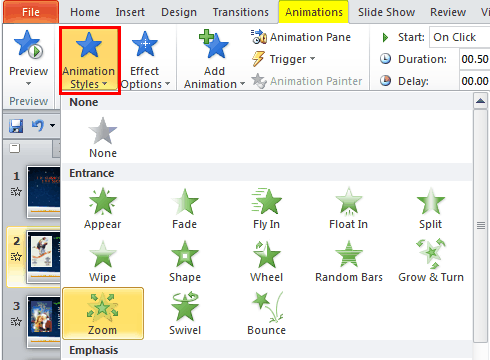 File Home Insert Design Transitions Animations Slide Show Review
Preview
Animation Styles
Effect Options
Add Animation
Animation Pane
Trigger
Animation Painter
Start: On Click
Duration: 00.50
Delay: 00.00
Preview
None
None
Entrance
Appear Fade Fly In Float In Split
Wipe Shape Wheel Random Bars Grow & Turn
Zoom Swivel Bounce
Emphasis
1
2
3